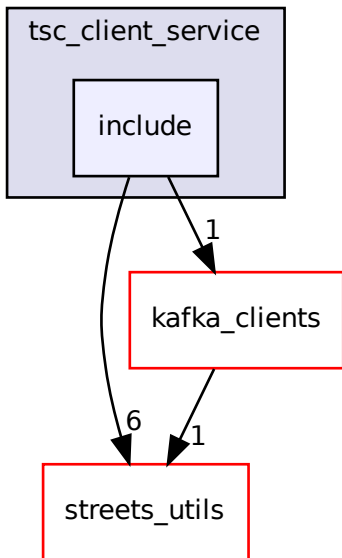 tsc_client_service
include
1
kafka_clients
6
1
streets_utils